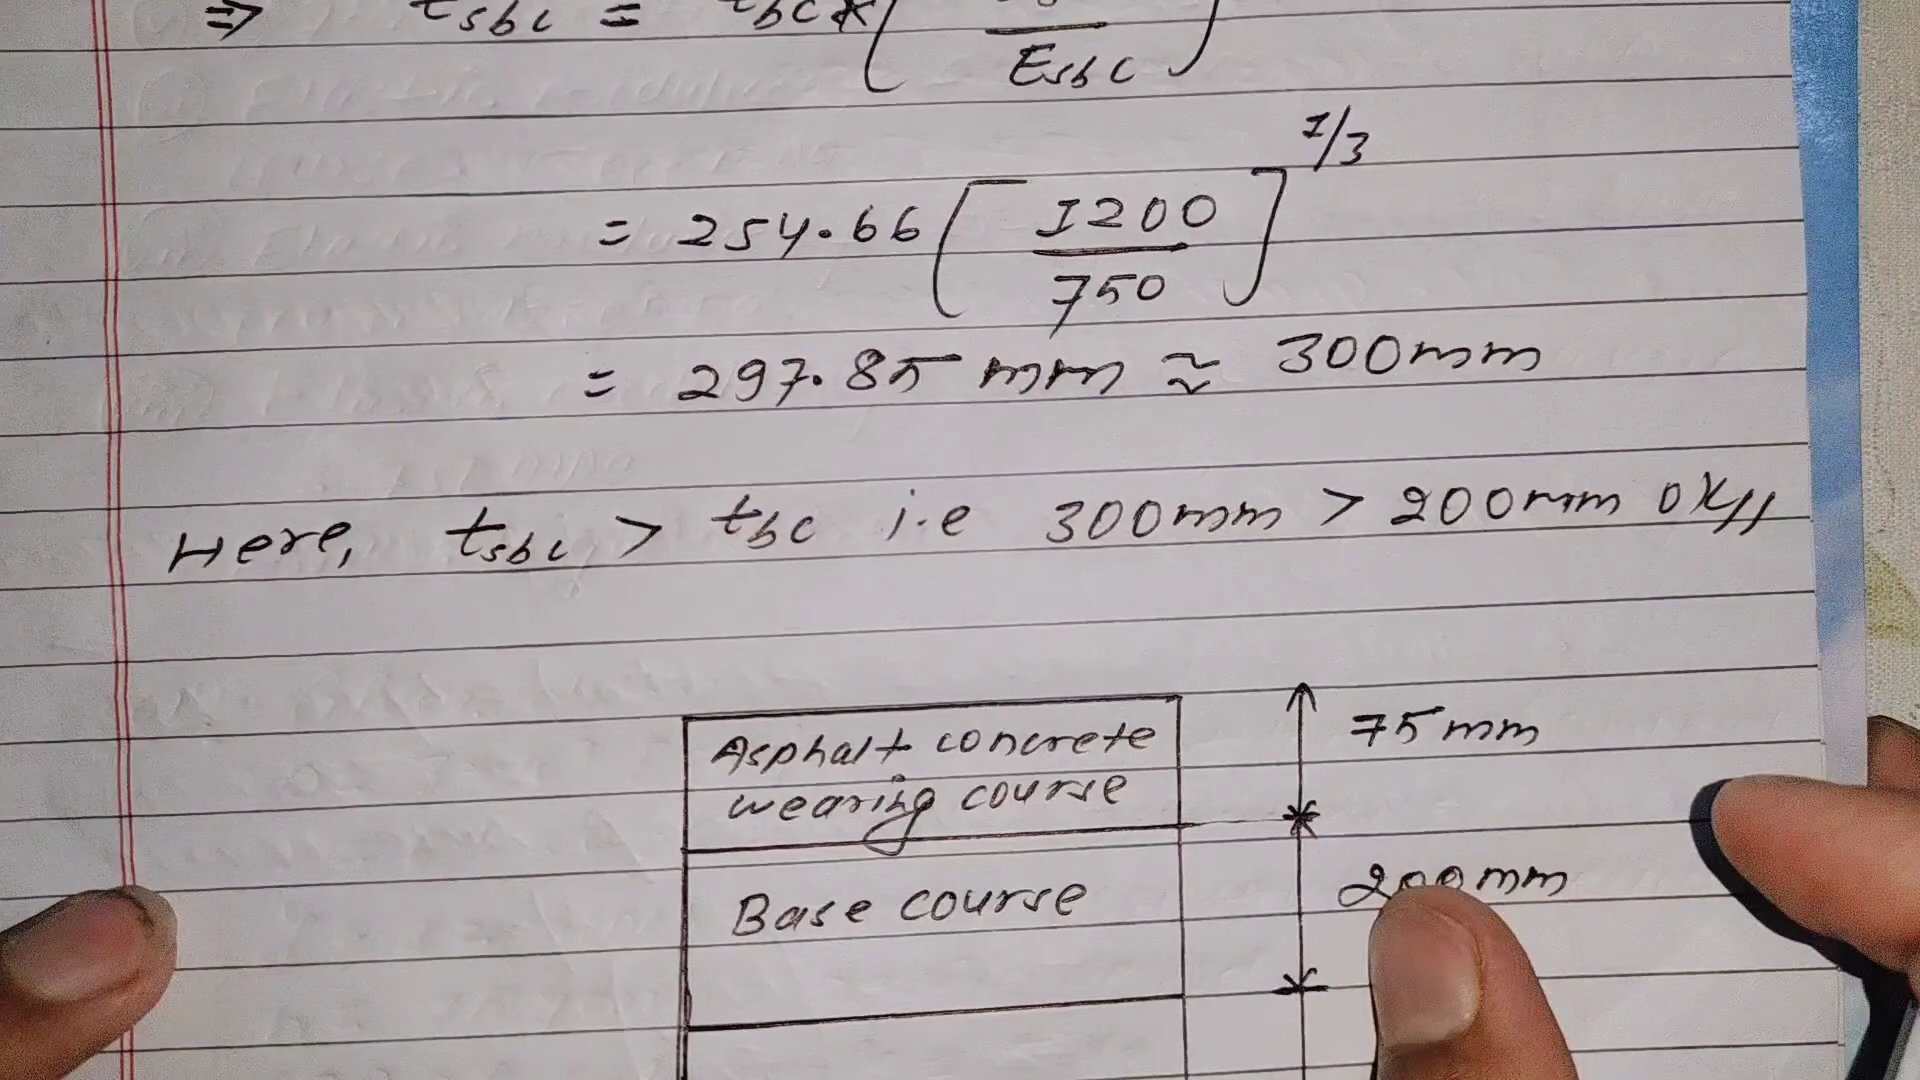 ⇒ tsbc = tbc * ( / Esbc )
= 254.66 [ 1200 / 750 ] 1/3
= 297.85 mm ≈ 300mm
Here, tsbc > tbc i.e 300mm > 200mm OK//
Asphalt concrete
wearing course
75mm
Base course
200mm